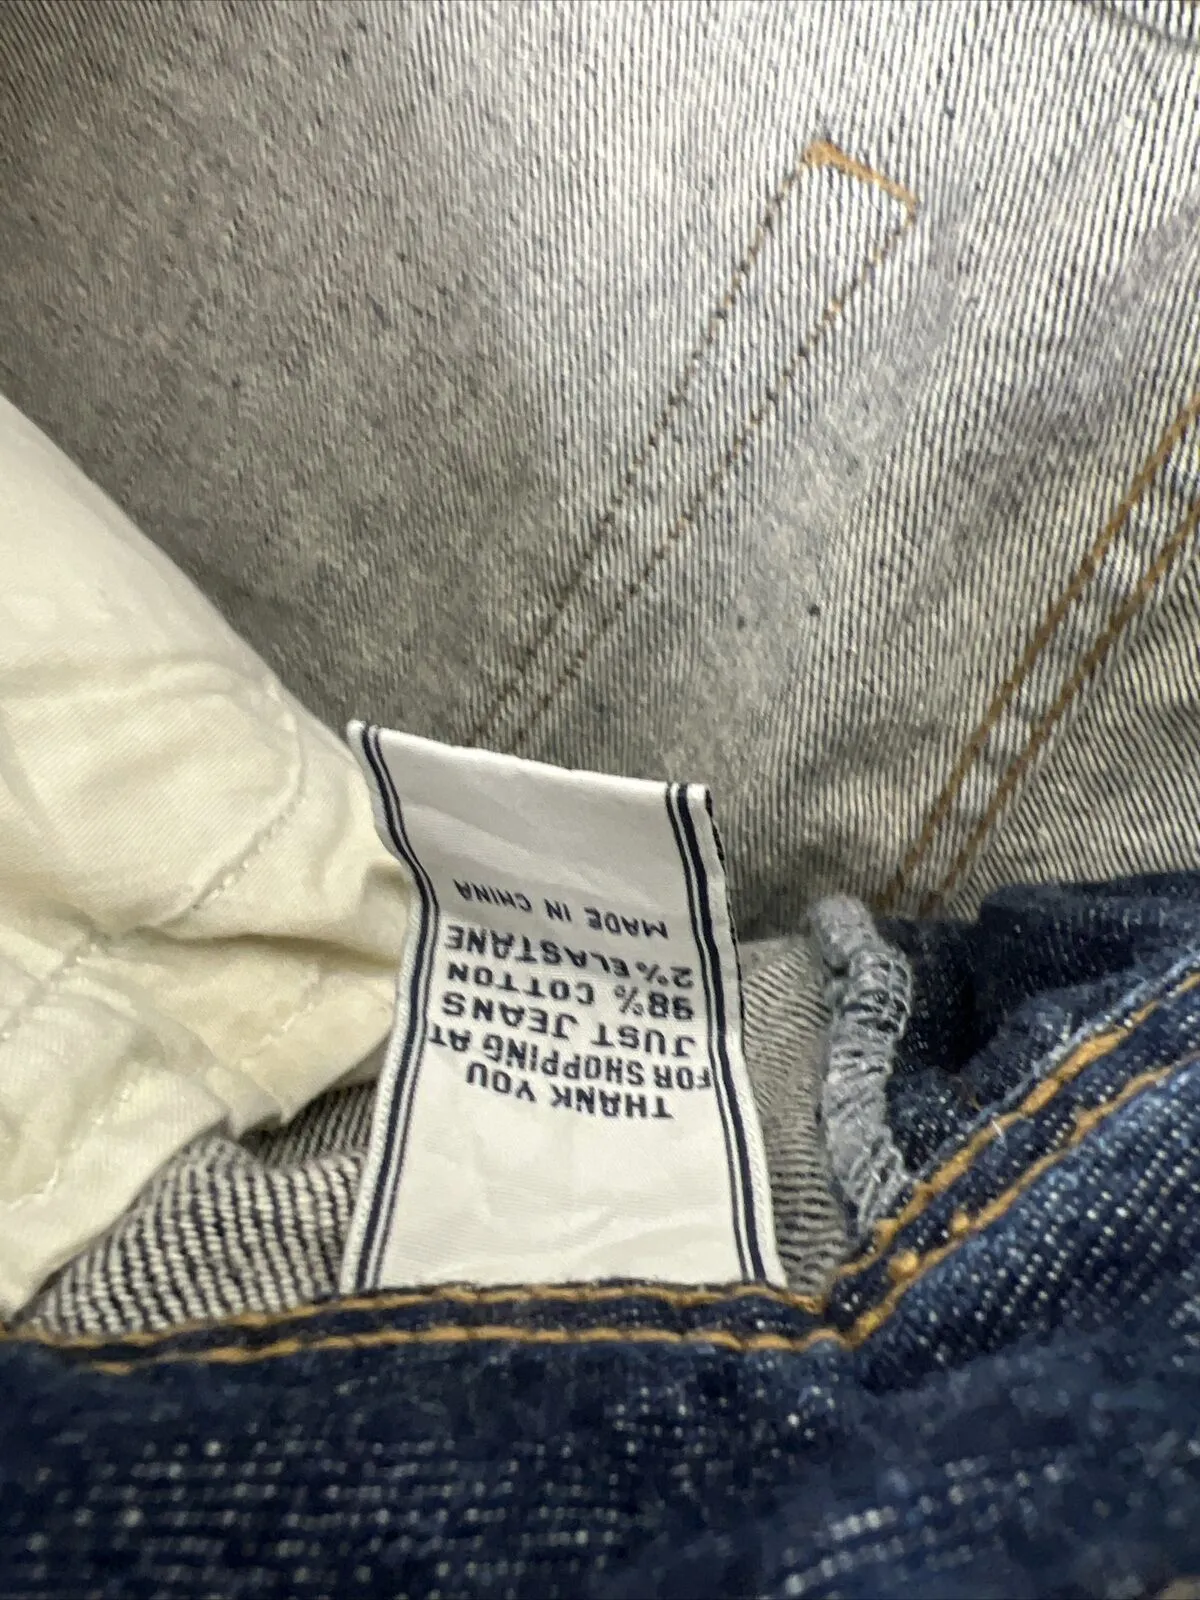 THANK YOU
FOR SHOPPING AT
JUST JEANS
98% COTTON
2% ELASTANE
MADE IN CHINA